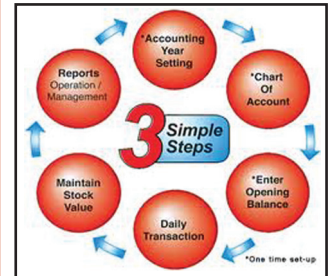 *Accounting
Year
Setting
*Chart
Of
Account
*Enter
Opening
Balance
Daily
Transaction
Maintain
Stock
Value
Reports
Operation /
Management
3 Simple
Steps
*One time set-up